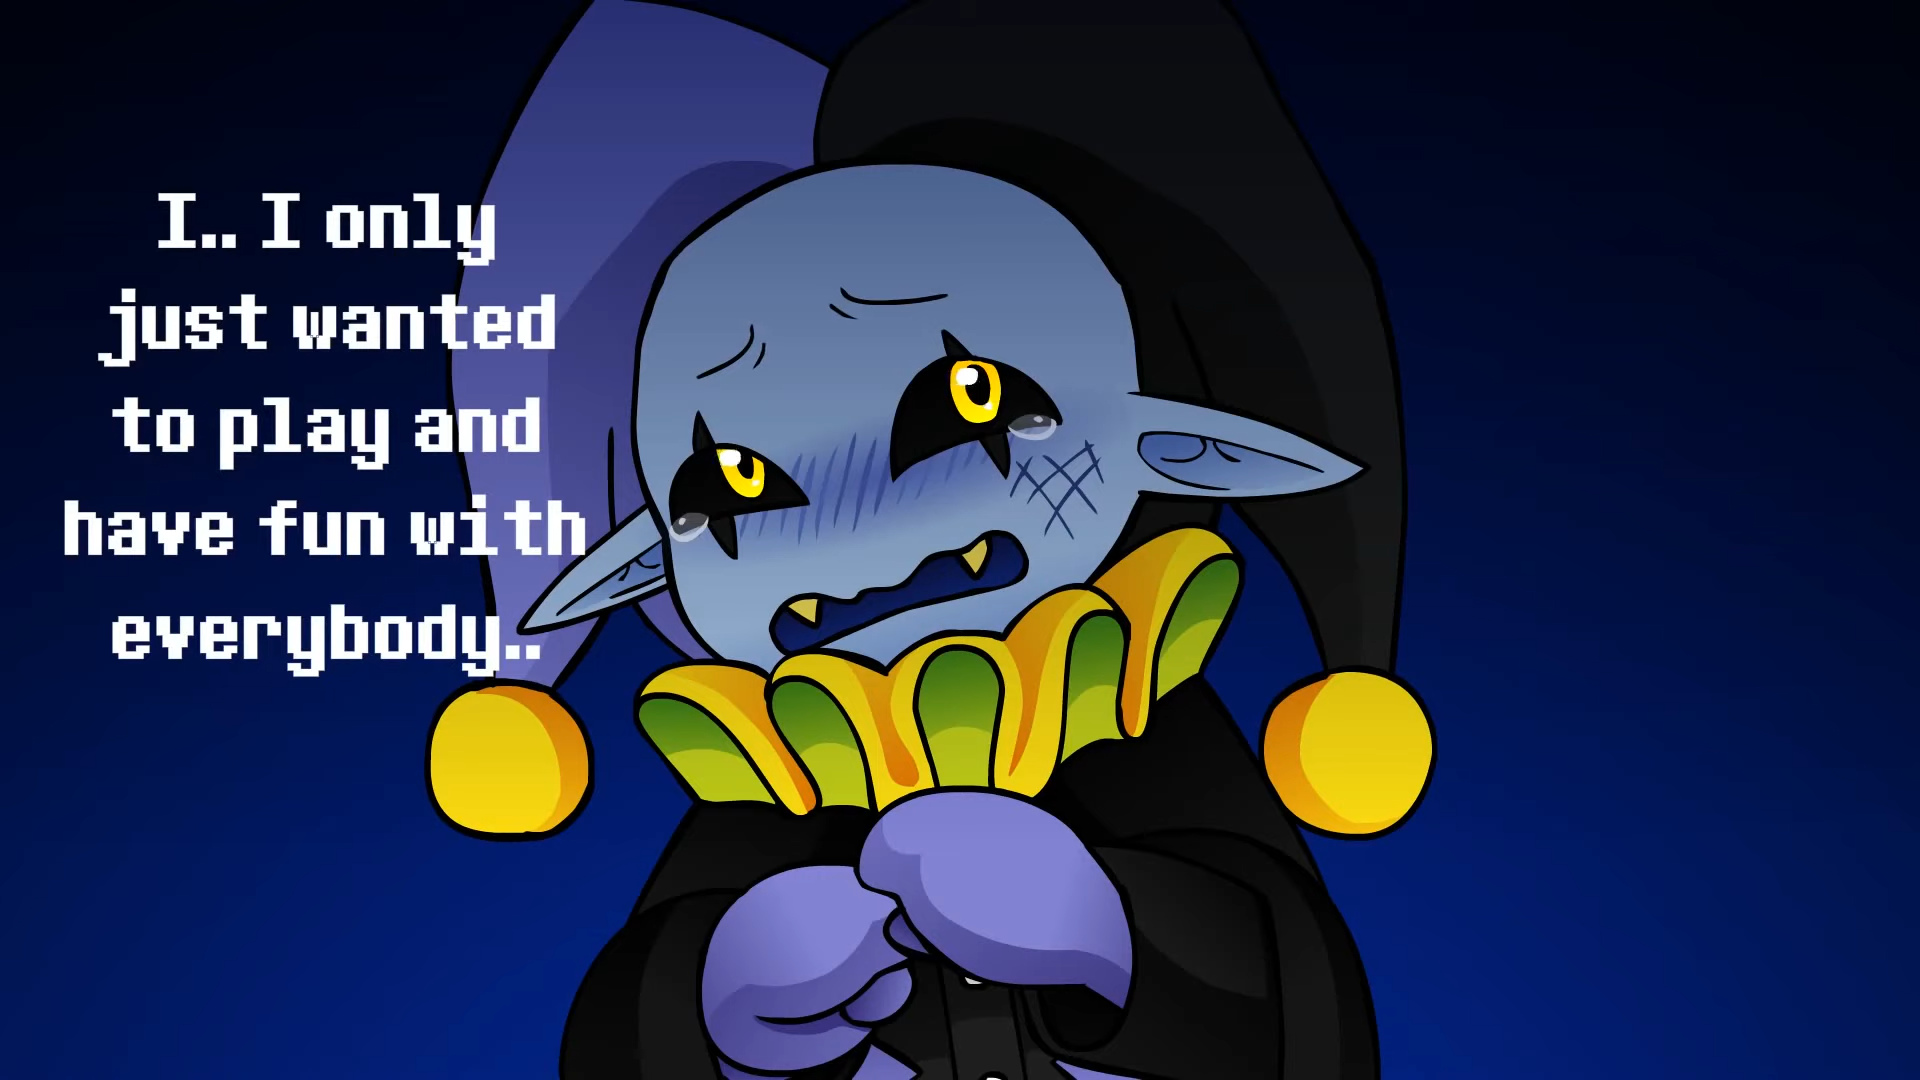 I.. I only
just wanted
to play and
have fun with
everybody..